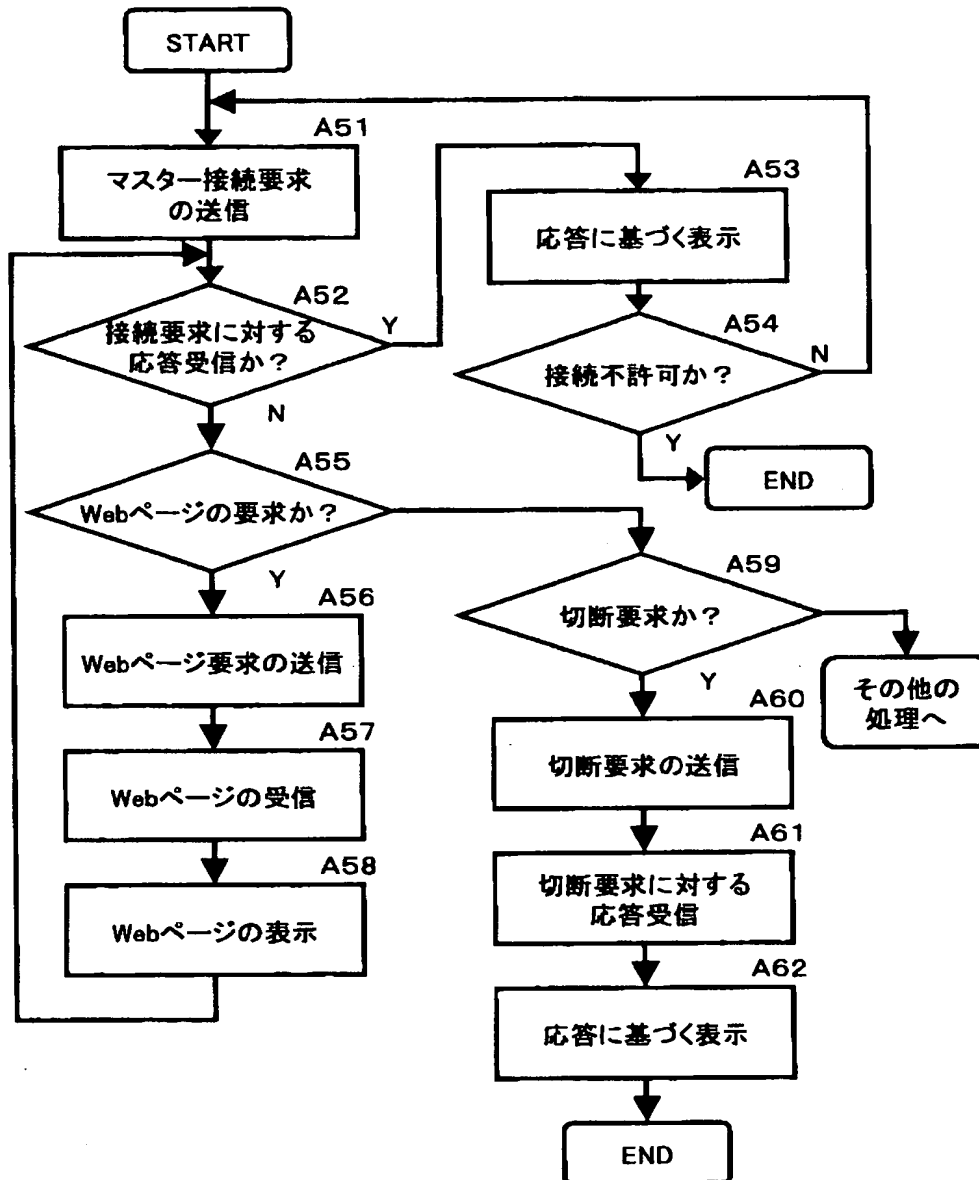 START
A51
マスター接続要求
の送信
A52
接続要求に対する
応答受信か?
Y
N
A53
応答に基づく表示
A54
接続不許可か?
N
Y
END
A55
Webページの要求か?
Y
A56
Webページ要求の送信
A57
Webページの受信
A58
Webページの表示
A59
切断要求か?
Y
その他の
処理へ
A60
切断要求の送信
A61
切断要求に対する
応答受信
A62
応答に基づく表示
END